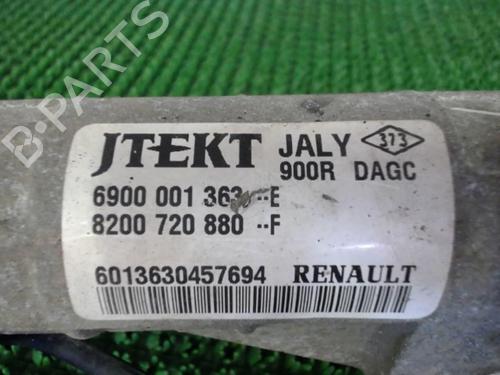 B-PARTS
JTEKT JALY 373
900R DAGC
6900 001 363 --E
8200 720 880 --F
6013630457694 RENAULT